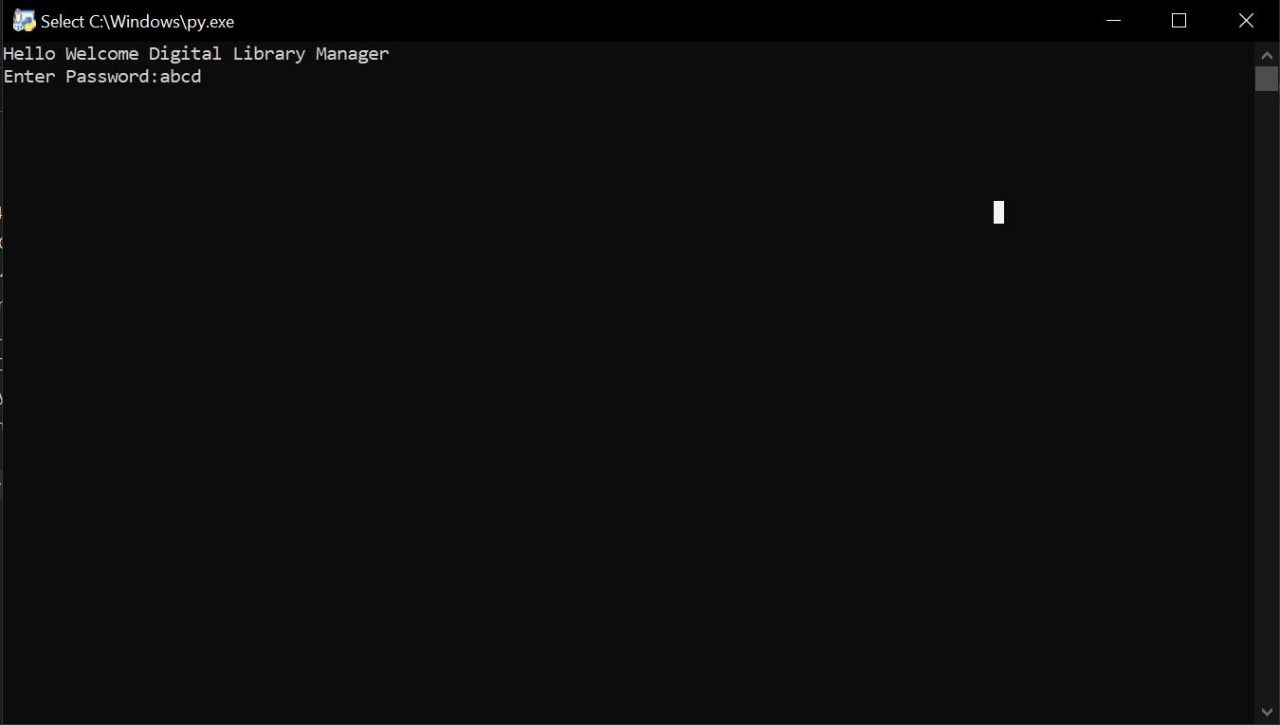 Select C:\Windows\py.exe
Hello Welcome Digital Library Manager
Enter Password:abcd